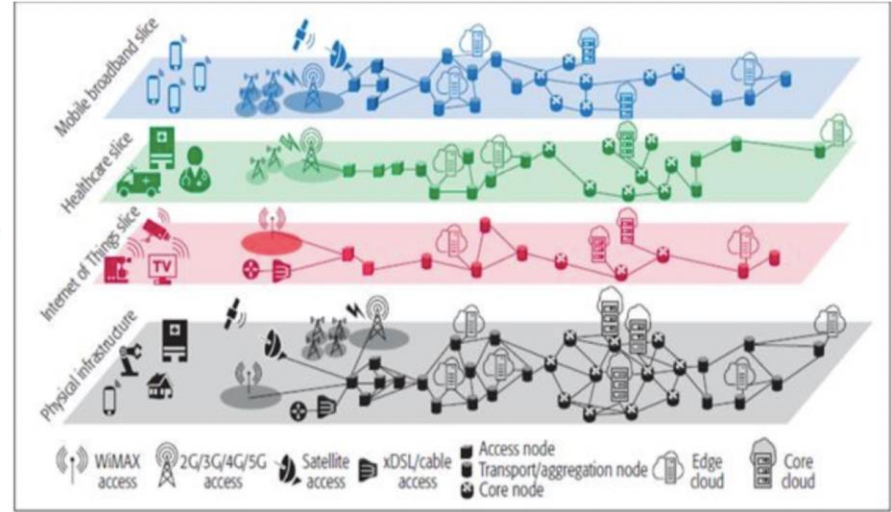 Mobile broadband slice
Healthcare slice
Internet of Things slice
TV
Physical infrastructure
WiMAX
access
2G/3G/4G/5G
access
Satellite
access
xDSL/cable
access
Access node
Transport/aggregation node
Core node
Edge
cloud
Core
cloud